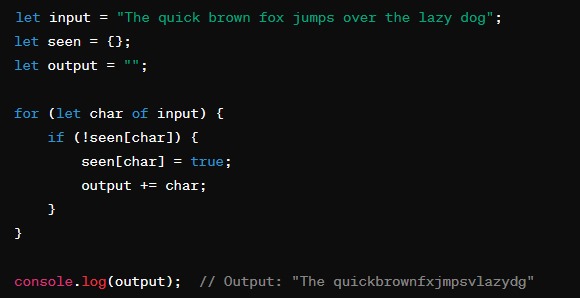 let input = "The quick brown fox jumps over the lazy dog";
let seen = {};
let output = "";
for (let char of input) {
if (!seen[char]) {
seen[char] = true;
output += char;
}
}
console.log(output);  // Output: "The quickbrownfxjmpsvlazydg"